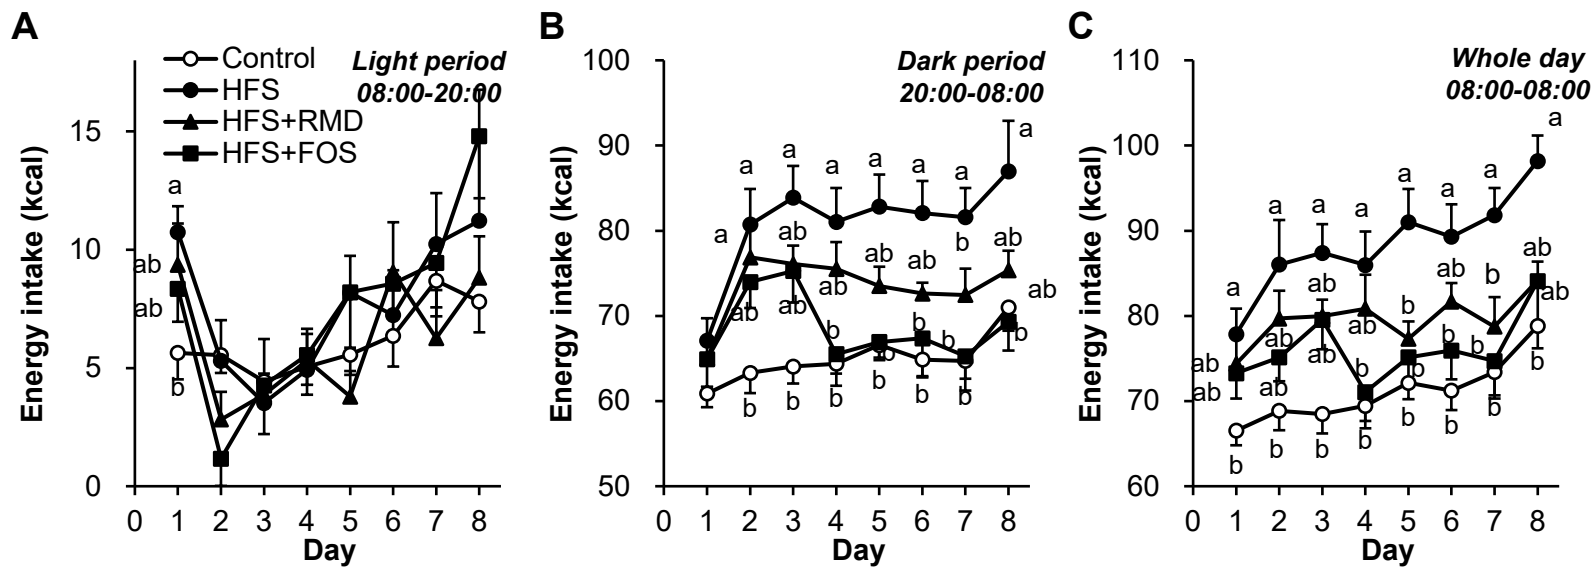 A
B
C
Control
HFS
HFS+RMD
HFS+FOS
Light period
08:00-20:00
Energy intake (kcal)
15
10
5
0
a
ab
ab
b
0 1 2 3 4 5 6 7 8
Day
Dark period
20:00-08:00
Energy intake (kcal)
100
90
80
70
60
50
a a a a a a b a
ab ab ab ab
ab ab ab
b b b b b
b b b b b b
0 1 2 3 4 5 6 7 8
Day
Whole day
08:00-08:00
Energy intake (kcal)
110
100
90
80
70
60
a a a a a a a a
ab ab b ab b ab
ab ab ab ab ab
ab b b b b
b b b b b b b b
0 1 2 3 4 5 6 7 8
Day